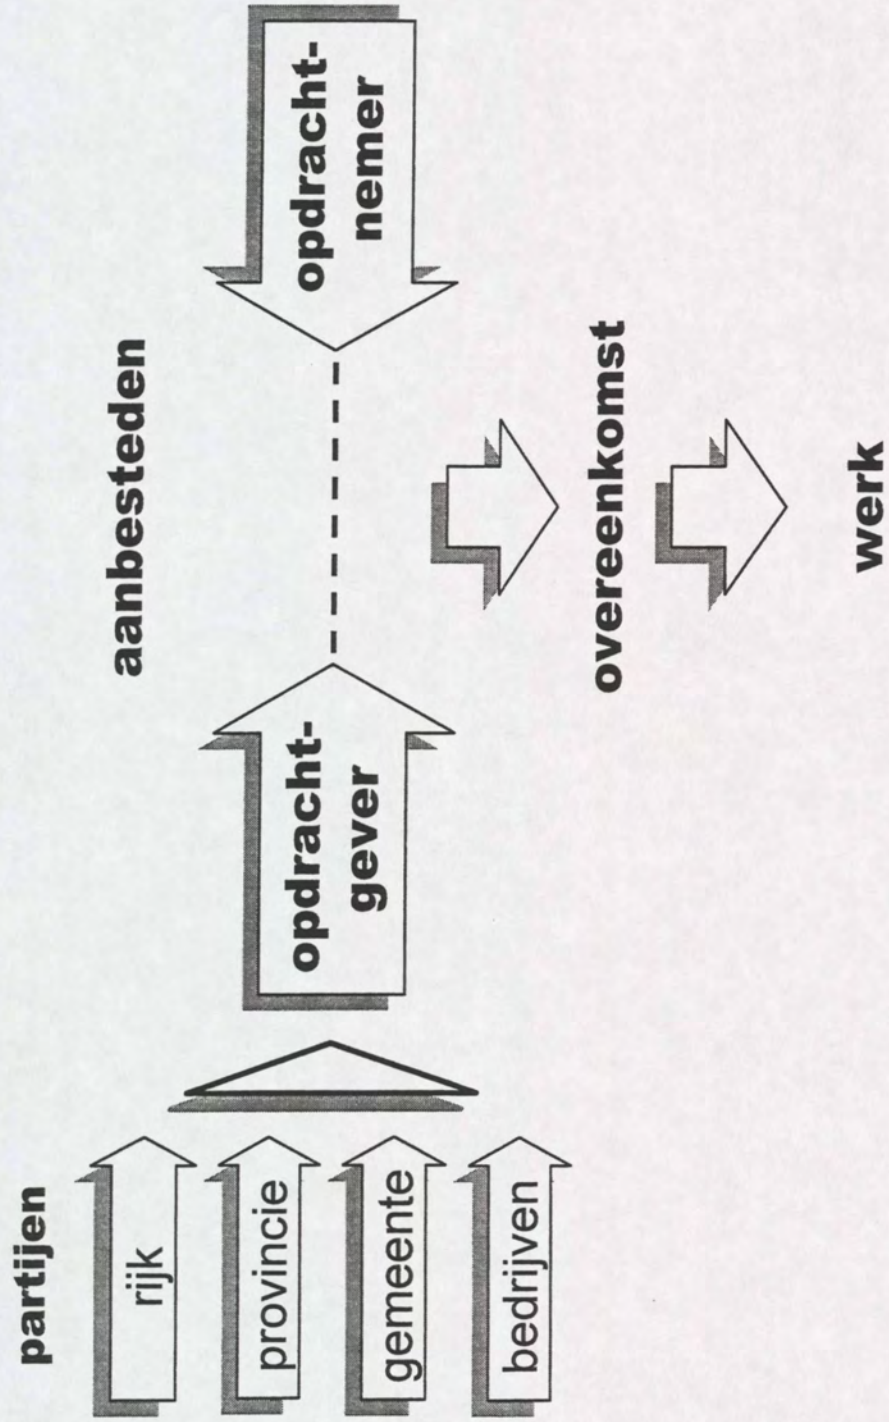 partijen
rijk
provincie
gemeente
bedrijven
opdracht-
gever
aanbesteden
opdracht-
nemer
overeenkomst
werk